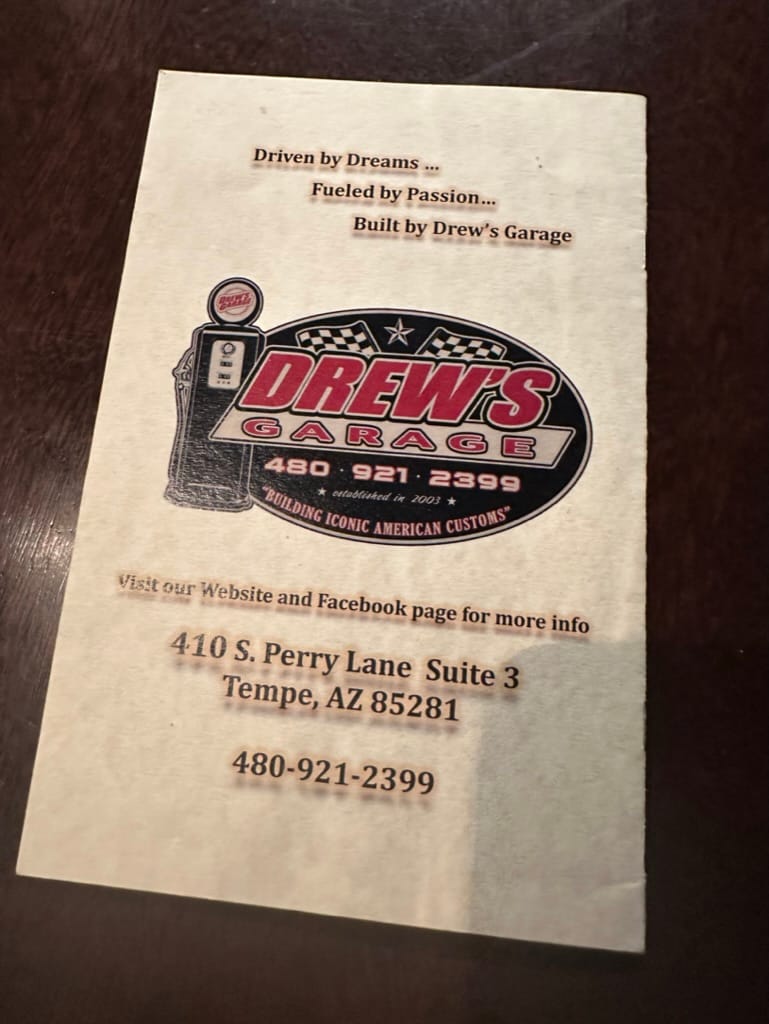 Driven by Dreams ...
Fueled by Passion...
Built by Drew's Garage
DREW'S
GARAGE
DREW'S
GARAGE
480 · 921 · 2399
★ established in 2003 ★
"BUILDING ICONIC AMERICAN CUSTOMS"
Visit our Website and Facebook page for more info
410 S. Perry Lane Suite 3
Tempe, AZ 85281
480-921-2399